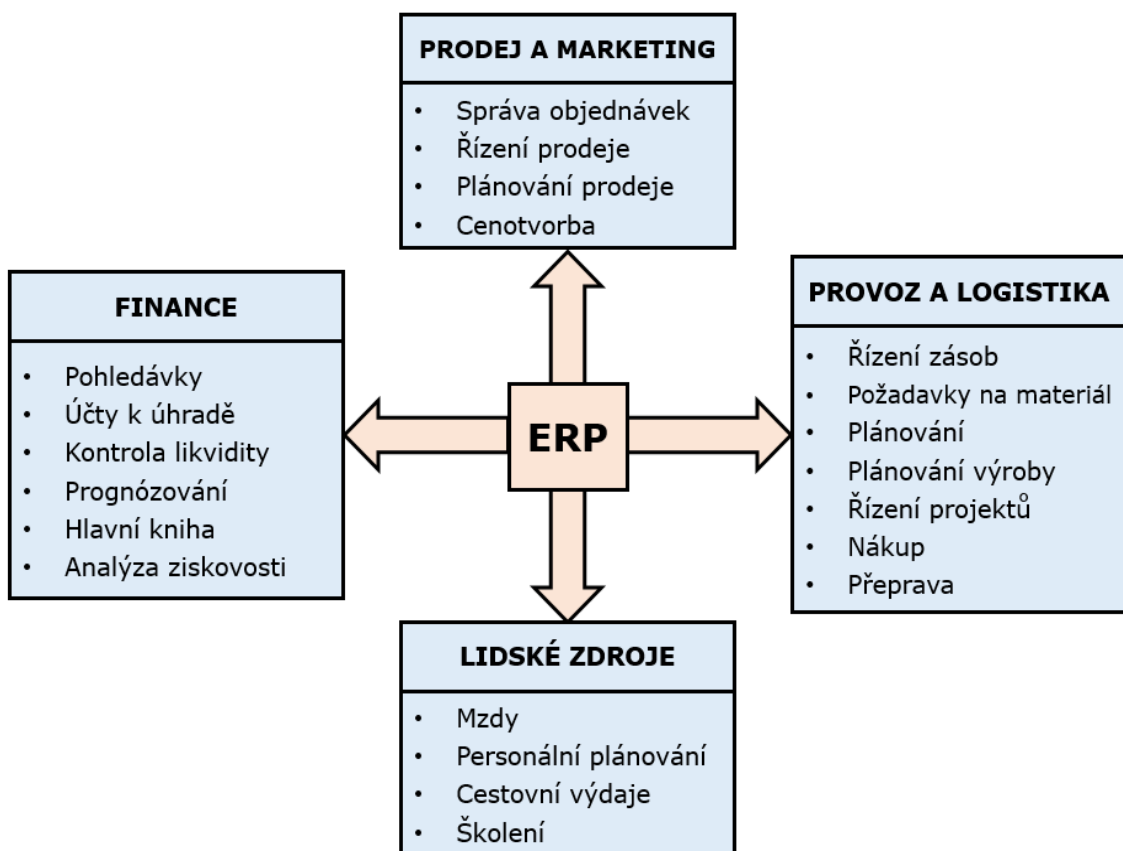 PRODEJ A MARKETING
• Správa objednávek
• Řízení prodeje
• Plánování prodeje
• Cenotvorba
FINANCE
• Pohledávky
• Účty k úhradě
• Kontrola likvidity
• Prognózování
• Hlavní kniha
• Analýza ziskovosti
ERP
PROVOZ A LOGISTIKA
• Řízení zásob
• Požadavky na materiál
• Plánování
• Plánování výroby
• Řízení projektů
• Nákup
• Přeprava
LIDSKÉ ZDROJE
• Mzdy
• Personální plánování
• Cestovní výdaje
• Školení